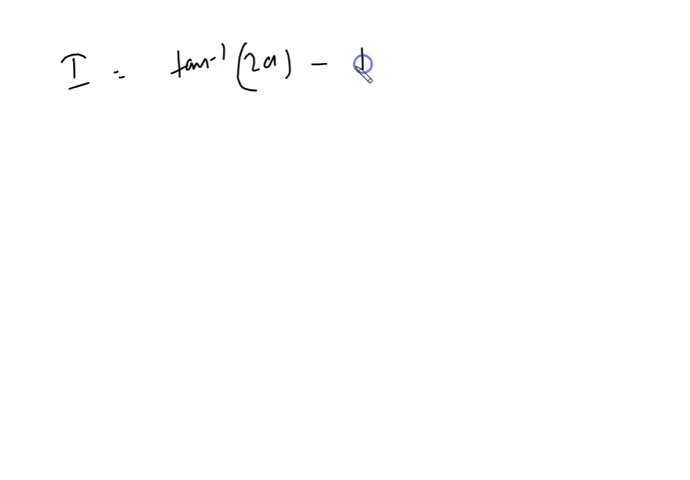 I = tan-1 (2a) -